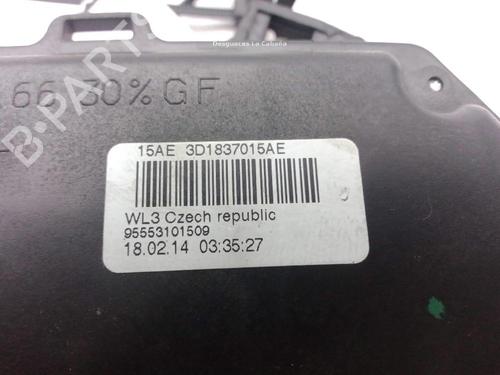 Desguaces La Cabaña
B-PARTS
66 30% GF
15AE 3D1837015AE
WL3 Czech republic
95553101509
18.02.14 03:35:27